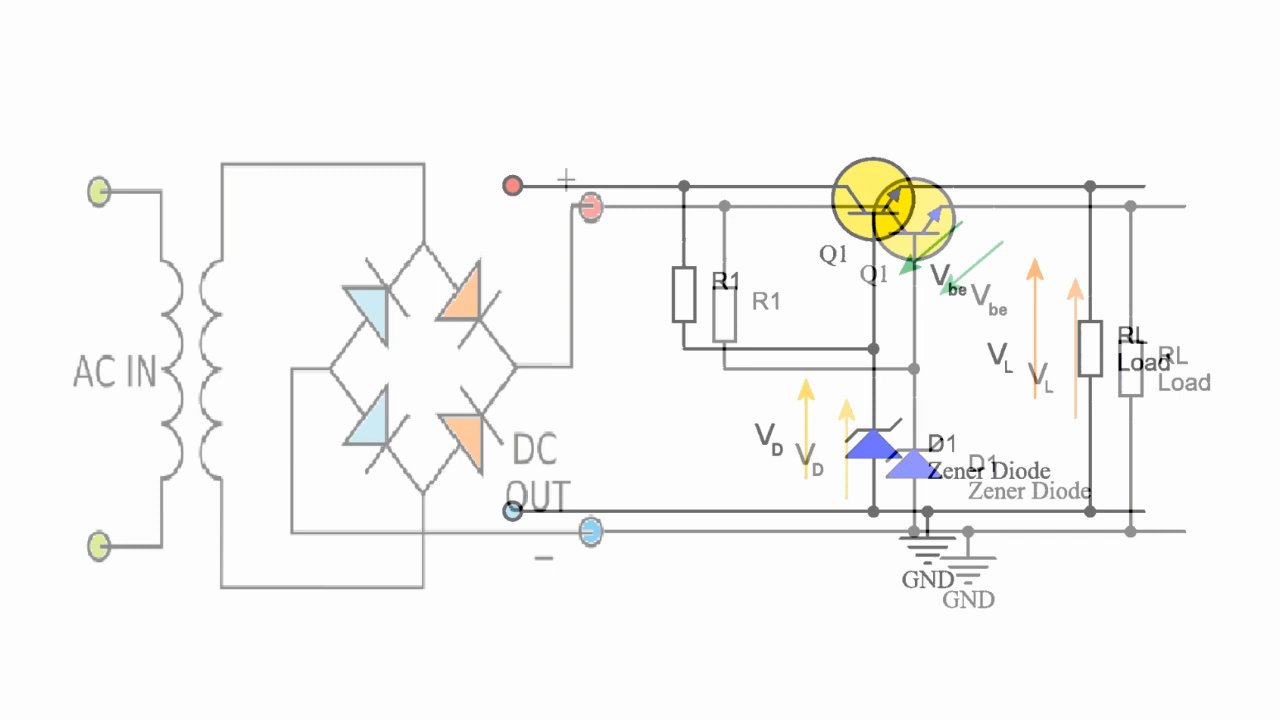 AC IN
+
DC
OUT
−
Q1
Q1
Vbe
Vbe
R1
R1
VL
VL
RL
Load
RL
Load
VD
VD
D1
Zener Diode
D1
Zener Diode
GND
GND